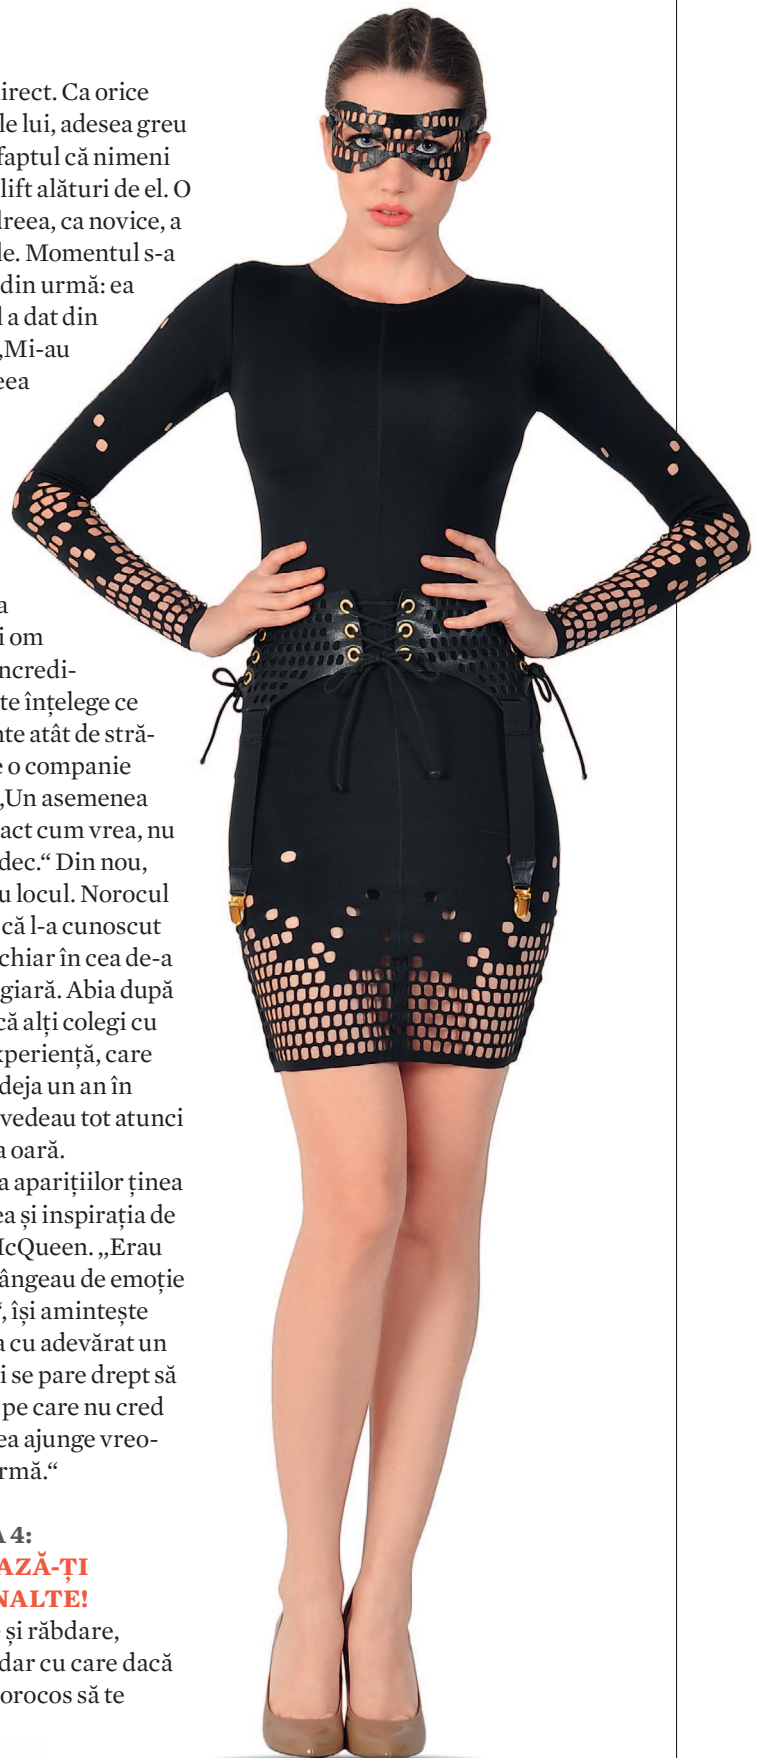 irect. Ca orice
le lui, adesea greu
faptul că nimeni
lift alături de el. O
reea, ca novice, a
le. Momentul s-a
din urmă: ea
l a dat din
„Mi-au
eea
a
i om
ncredi-
te înțelege ce
nte atât de stră-
e o companie
„Un asemenea
act cum vrea, nu
dec.“ Din nou,
u locul. Norocul
că l-a cunoscut
chiar în cea de-a
giară. Abia după
că alți colegi cu
xperiență, care
deja un an în
vedeau tot atunci
a oară.
a aparițiilor ținea
ea și inspirația de
McQueen. „Erau
ângeau de emoție
“, își amintește
a cu adevărat un
i se pare drept să
pe care nu cred
ea ajunge vreo-
rmă.“
A 4:
AZĂ-ȚI
NALTE!
și răbdare,
dar cu care dacă
orocos să te